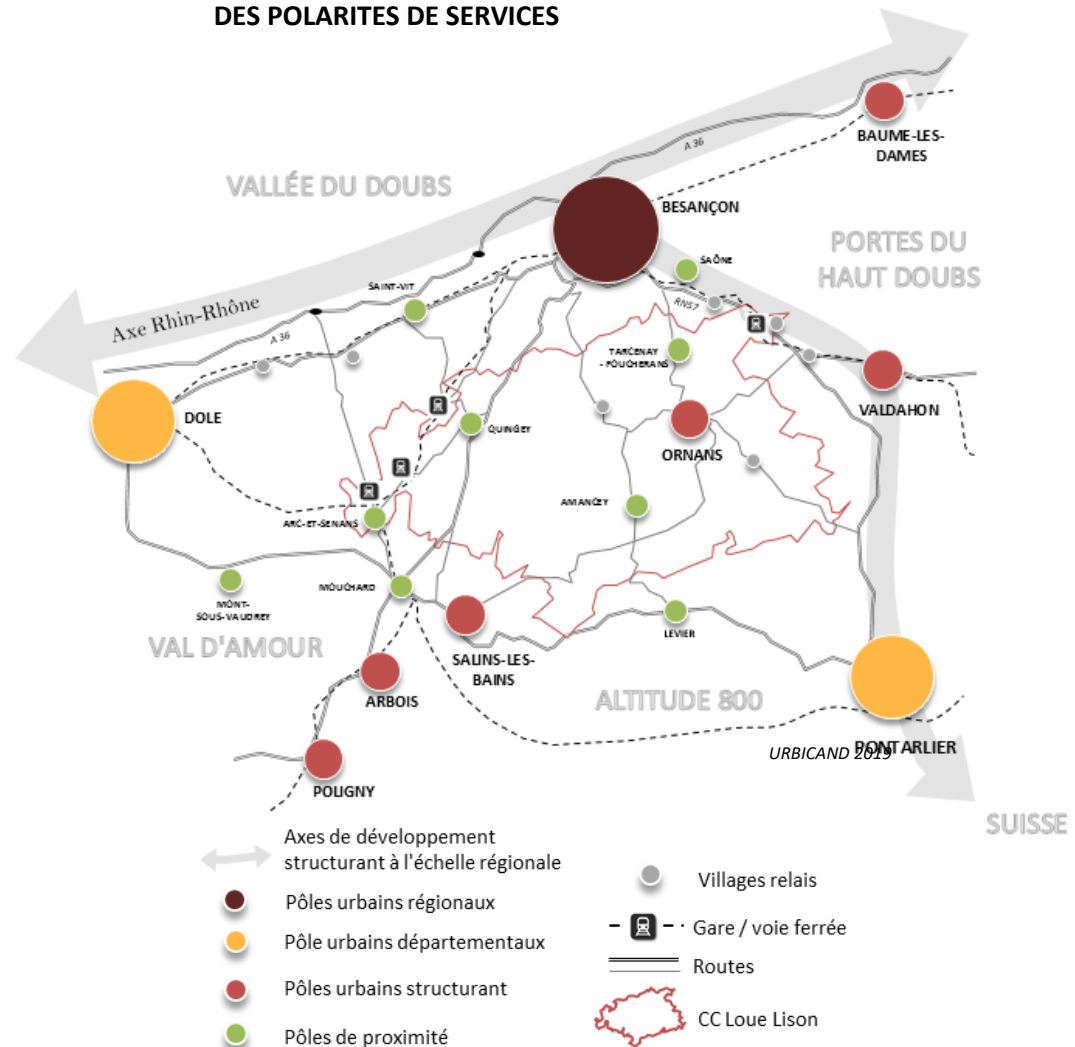 DES POLARITES DE SERVICES
BAUME-LES-
DAMES
A 36
VALLÉE DU DOUBS
BESANÇON
PORTES DU
HAUT DOUBS
SAÔNE
SAINT-VIT
Axe Rhin-Rhône
RN57
A 36
TARCENAY
- FOUCHERANS
VALDAHON
DOLE
QUINGEY
ORNANS
AMANCEY
ARC-ET-SENANS
MOUCHARD
MONT-
SOUS-VAUDREY
LEVIER
VAL D'AMOUR
SALINS-LES-
BAINS
ARBOIS
ALTITUDE 800
PONTARLIER
URBICAND 2019
POLIGNY
SUISSE
Axes de développement
structurant à l'échelle régionale
Pôles urbains régionaux
Pôle urbains départementaux
Pôles urbains structurant
Pôles de proximité
Villages relais
Gare / voie ferrée
Routes
CC Loue Lison